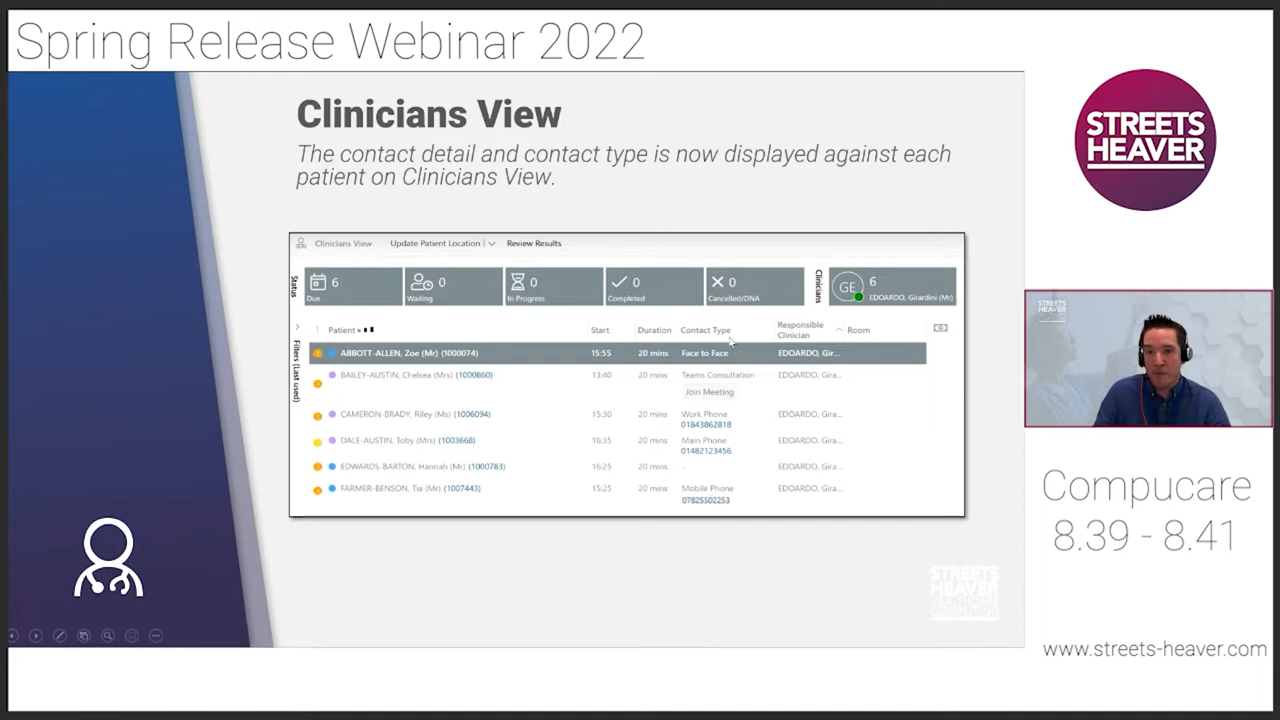 Spring Release Webinar 2022
Clinicians View
The contact detail and contact type is now displayed against each
patient on Clinicians View.
STREETS
HEAVER
Clinicians View Update Patient Location Review Results
Status
6 Due
0 Waiting
0 In Progress
0 Completed
0 Cancelled/DNA
Clinicians
GE 6 EDOARDO, Girardini (Mr)
Filters (Last used)
Patient Start Duration Contact Type Responsible Clinician Room
ABBOTT-ALLEN, Zoe (Mr) (1000074) 15:55 20 mins Face to Face EDOARDO, Gir...
BAILEY-AUSTIN, Chelsea (Mrs) (1000860) 13:40 20 mins Teams Consultation EDOARDO, Gira...
Join Meeting
CAMERON-BRADY, Riley (Ms) (1006094) 15:30 20 mins Work Phone EDOARDO, Gira...
01843862818
DALE-AUSTIN, Toby (Mrs) (1003668) 16:35 20 mins Main Phone EDOARDO, Gira...
01482123456
EDWARDS-BARTON, Hannah (Mr) (1000783) 16:25 20 mins - EDOARDO, Gira...
FARMER-BENSON, Tia (Mr) (1007443) 15:25 20 mins Mobile Phone EDOARDO, Gira...
07825502253
STREETS
HEAVER
STREETS
HEAVER
HEALTHCARE
COMPUTING
Compucare
8.39 - 8.41
www.streets-heaver.com